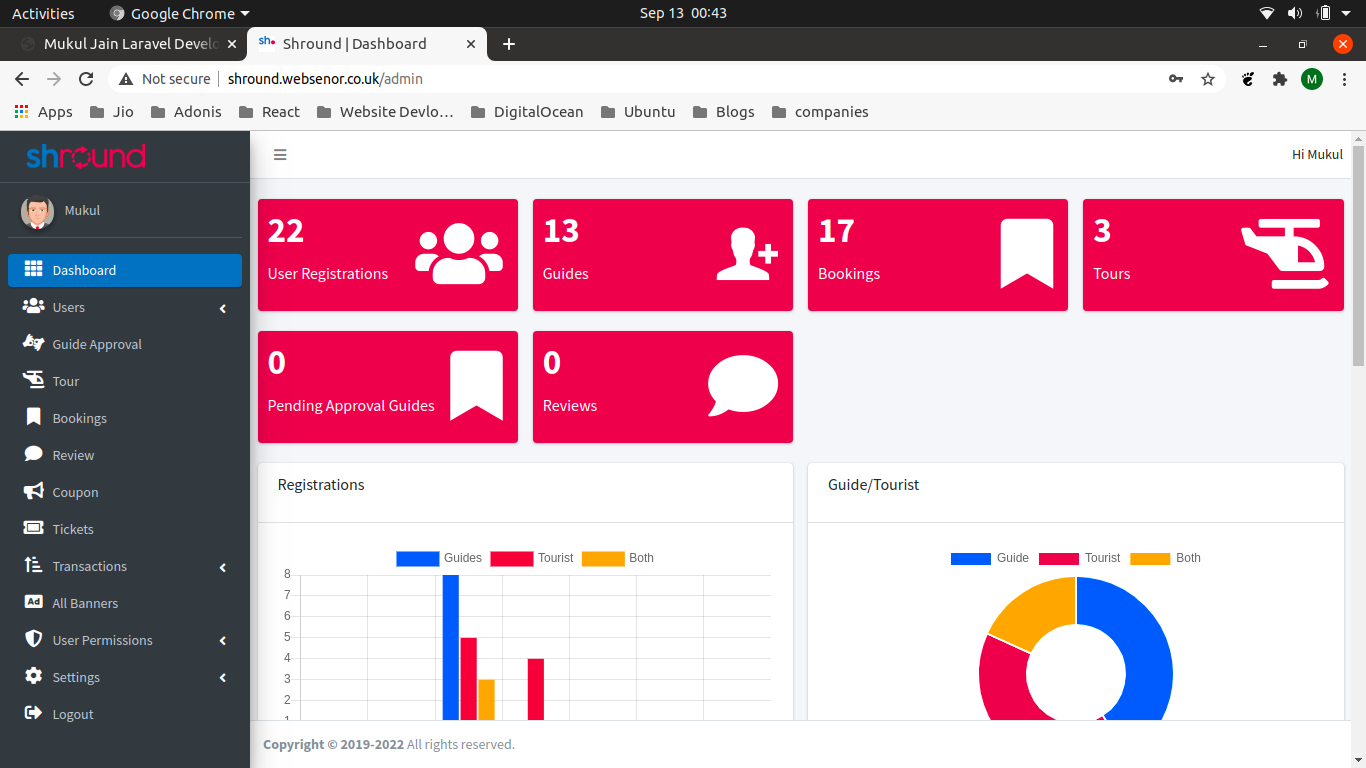 Activities Google Chrome Sep 13 00:43
Mukul Jain Laravel Develo Shround | Dashboard
Not secure shround.websenor.co.uk/admin M
Apps Jio Adonis React Website Devlo… DigitalOcean Ubuntu Blogs companies
shround
Hi Mukul
Mukul
Dashboard
Users
Guide Approval
Tour
Bookings
Review
Coupon
Tickets
Transactions
Ad All Banners
User Permissions
Settings
Logout
22
User Registrations
13
Guides
17
Bookings
3
Tours
0
Pending Approval Guides
0
Reviews
Registrations
Guides Tourist Both
8
7
6
5
4
3
2
1
Guide/Tourist
Guide Tourist Both
Copyright © 2019-2022 All rights reserved.